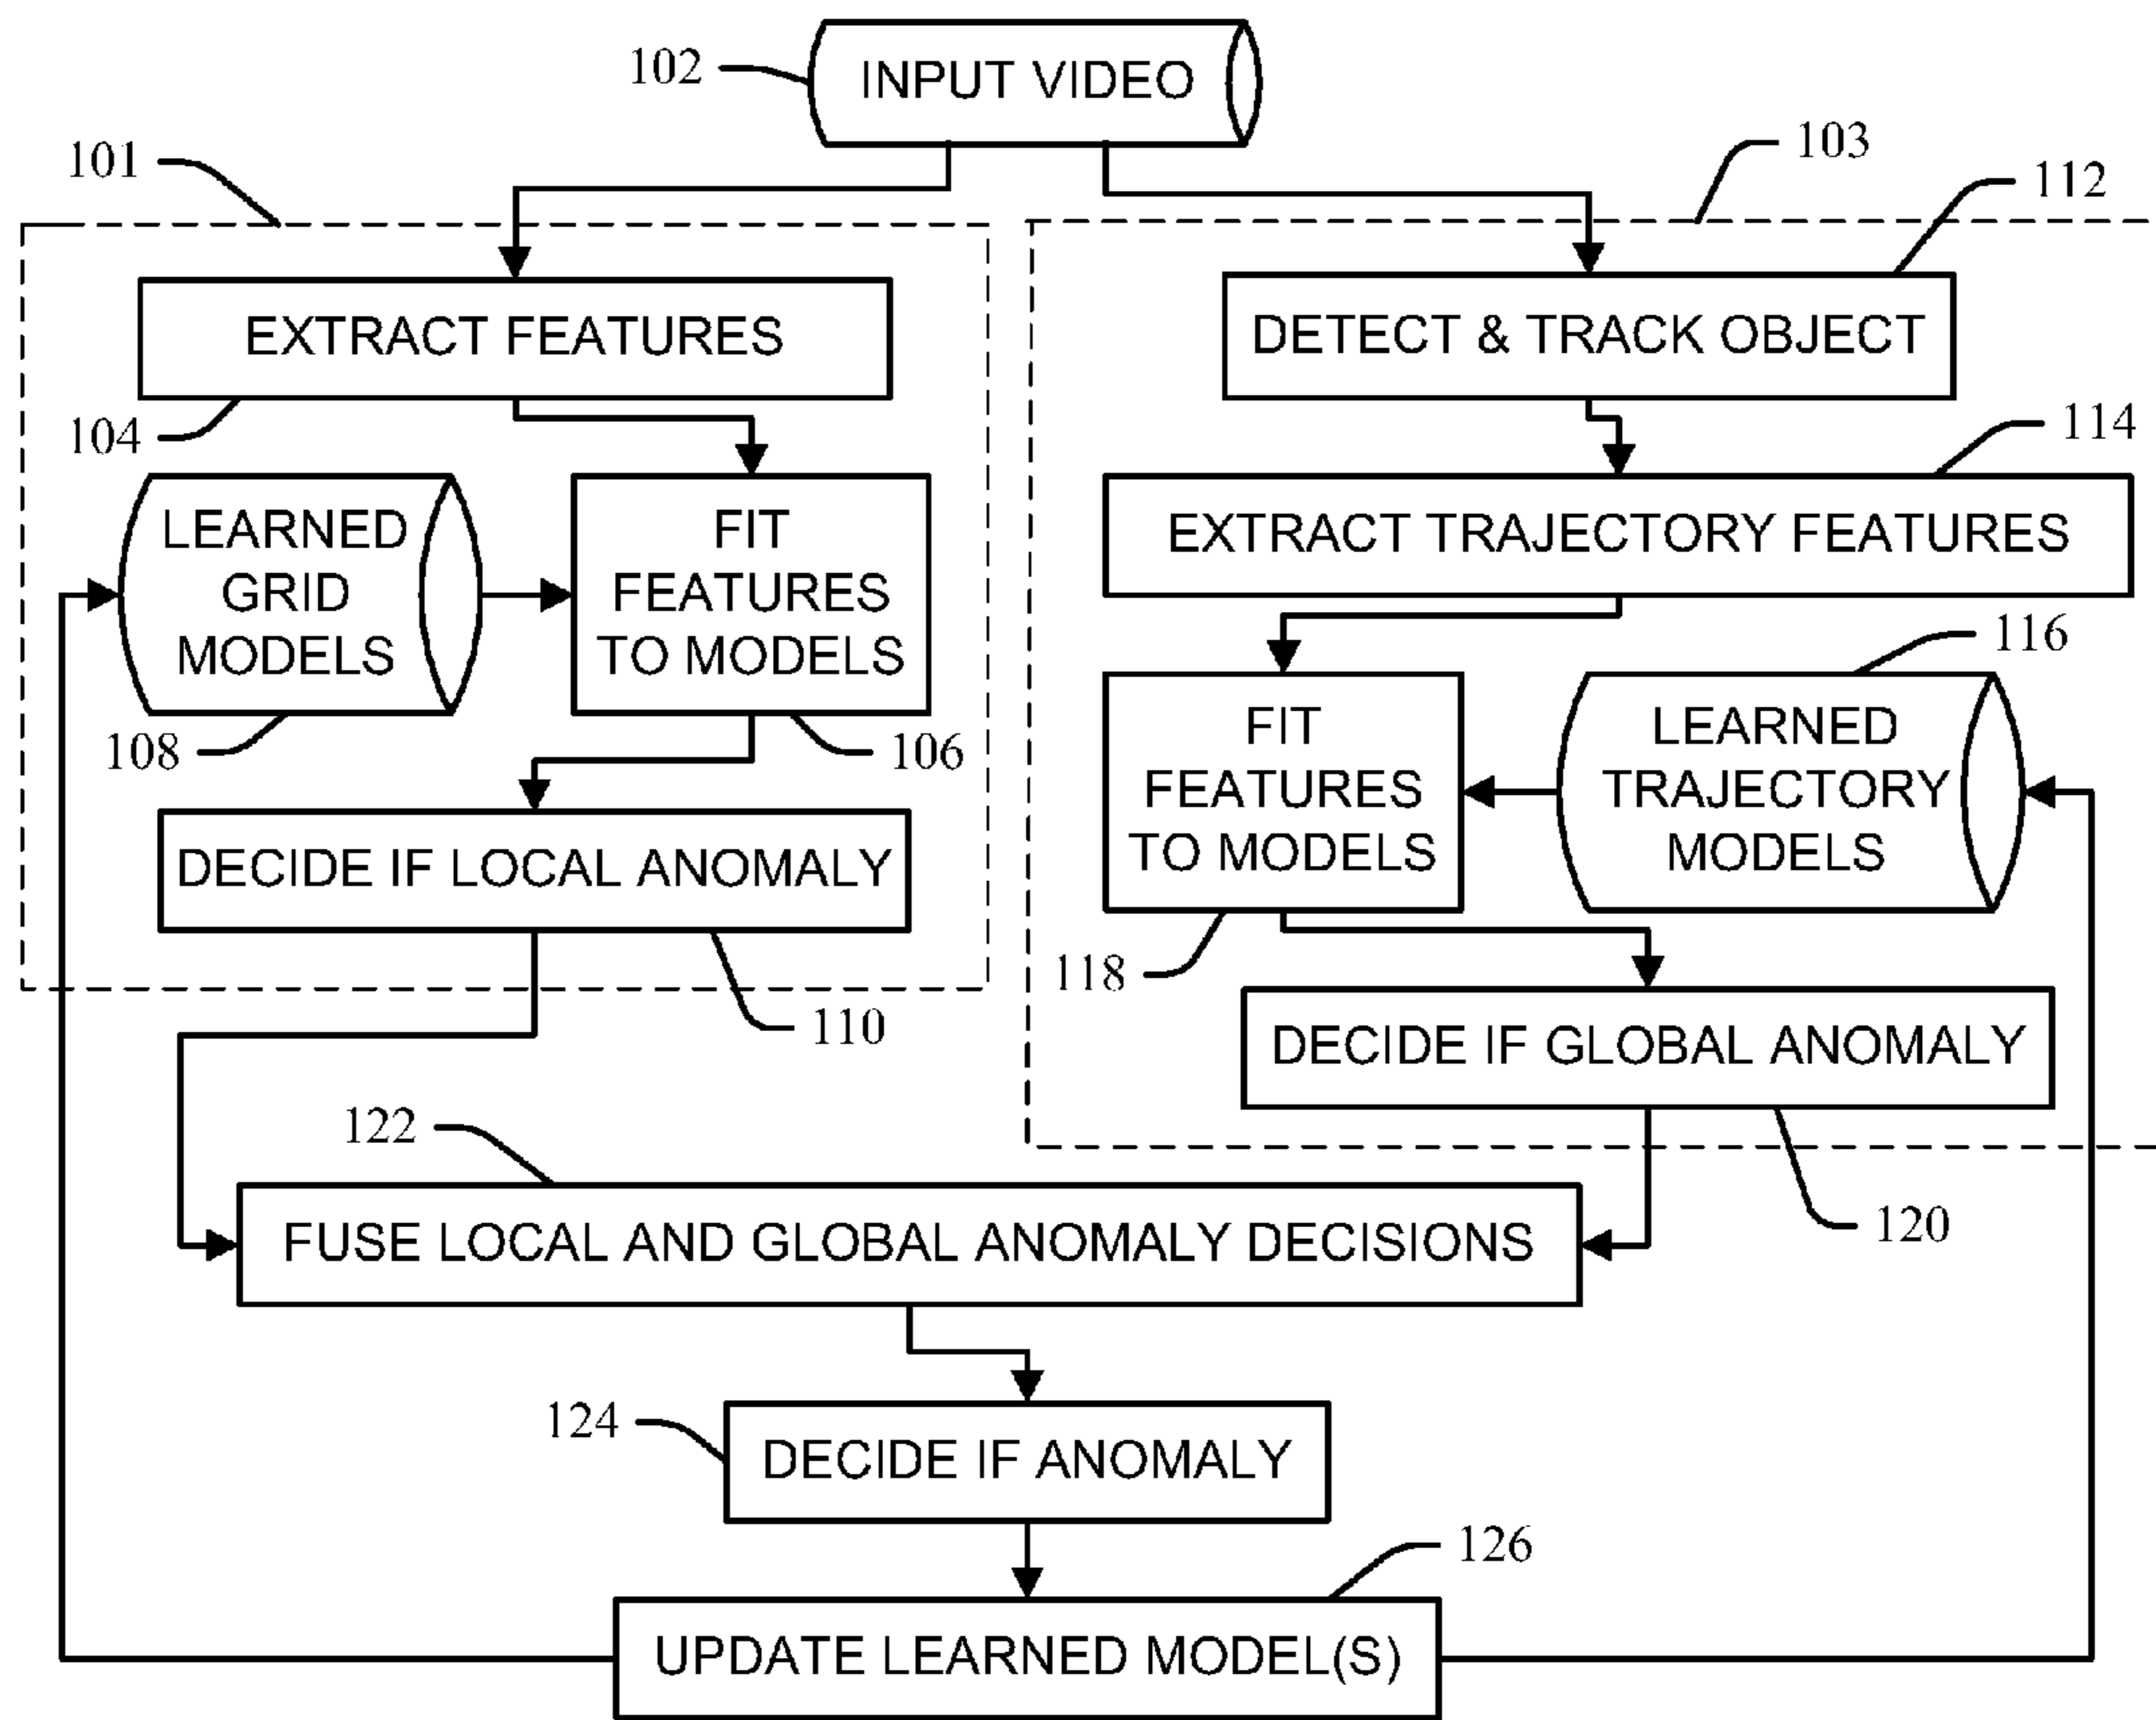 102
INPUT VIDEO
101
103
112
EXTRACT FEATURES
104
DETECT & TRACK OBJECT
114
EXTRACT TRAJECTORY FEATURES
LEARNED
GRID
MODELS
108
FIT
FEATURES
TO MODELS
106
116
FIT
FEATURES
TO MODELS
118
LEARNED
TRAJECTORY
MODELS
DECIDE IF LOCAL ANOMALY
110
DECIDE IF GLOBAL ANOMALY
120
122
FUSE LOCAL AND GLOBAL ANOMALY DECISIONS
124
DECIDE IF ANOMALY
126
UPDATE LEARNED MODEL(S)